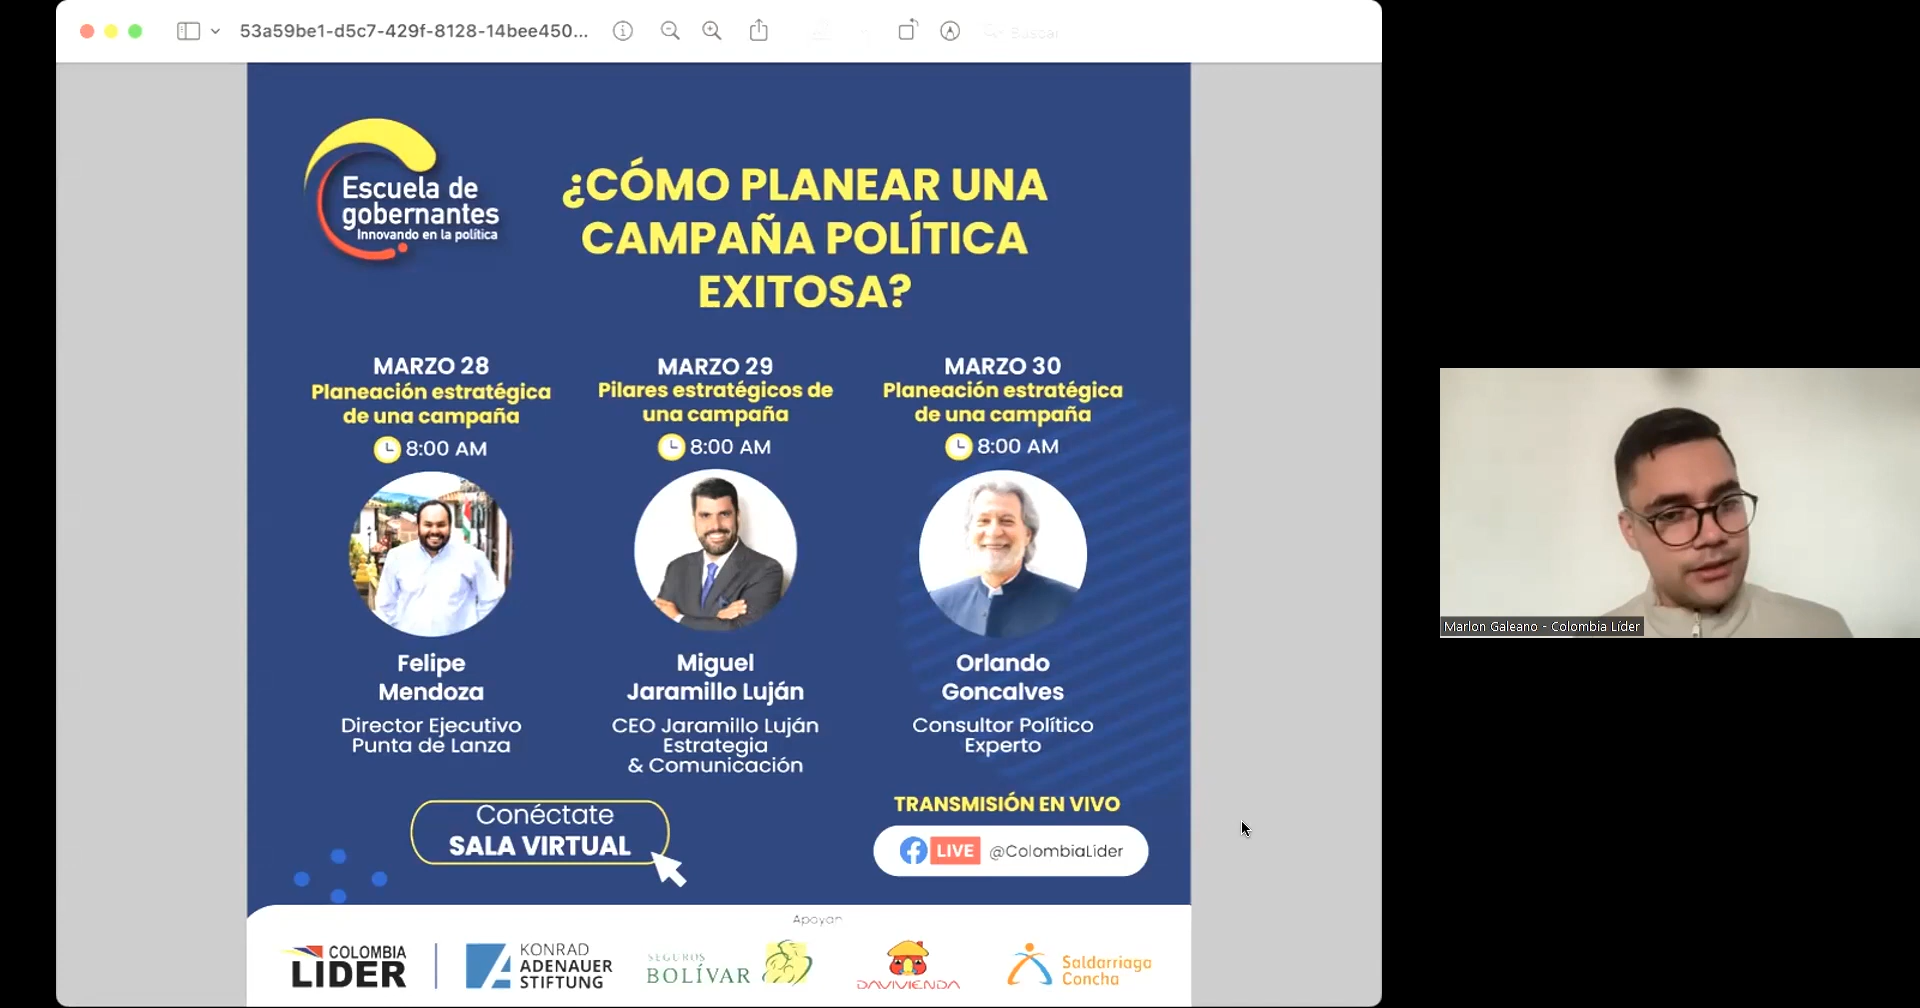 53a59be1-d5c7-429f-8128-14bee450...
Buscar
Escuela de
gobernantes
Innovando en la política
¿CÓMO PLANEAR UNA
CAMPAÑA POLÍTICA
EXITOSA?
MARZO 28
Planeación estratégica
de una campaña
8:00 AM
Felipe
Mendoza
Director Ejecutivo
Punta de Lanza
MARZO 29
Pilares estratégicos de
una campaña
8:00 AM
Miguel
Jaramillo Luján
CEO Jaramillo Luján
Estrategia
& Comunicación
MARZO 30
Planeación estratégica
de una campaña
8:00 AM
Orlando
Goncalves
Consultor Político
Experto
Conéctate
SALA VIRTUAL
TRANSMISIÓN EN VIVO
LIVE @ColombiaLíder
Apoyan
COLOMBIA
LIDER
KONRAD
ADENAUER
STIFTUNG
SEGUROS
BOLÍVAR
DAVIVIENDA
Saldarriaga
Concha
Marlon Galeano - Colombia Líder